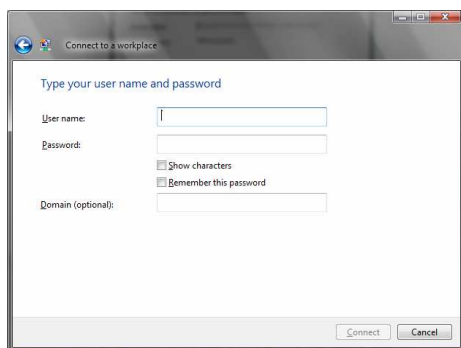 Connect to a workplace
Type your user name and password
User name:
Password:
Show characters
Remember this password
Domain (optional):
Connect Cancel